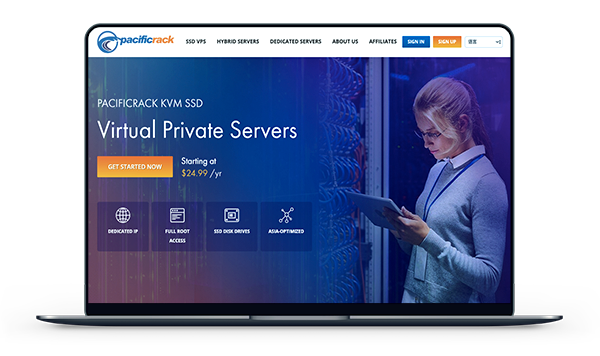 pacificrack
SSD VPS
HYBRID SERVERS
DEDICATED SERVERS
ABOUT US
AFFILIATES
SIGN IN
SIGN UP
PACIFICRACK KVM SSD
Virtual Private Servers
GET STARTED NOW
Starting at
$24.99 /yr
DEDICATED IP
FULL ROOT
ACCESS
SSD DISK DRIVES
ASIA-OPTIMIZED